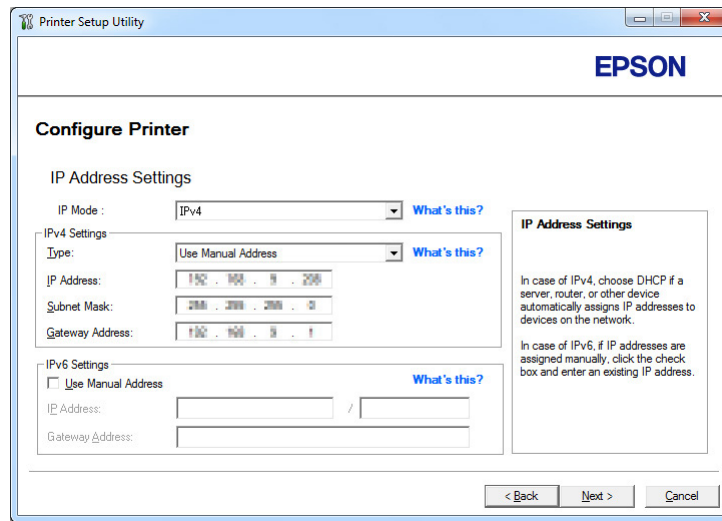 Printer Setup Utility
EPSON
Configure Printer
IP Address Settings
IP Mode : IPv4 What's this?
IPv4 Settings
Type: Use Manual Address What's this?
IP Address:
Subnet Mask:
Gateway Address:
IPv6 Settings
Use Manual Address What's this?
IP Address: /
Gateway Address:
IP Address Settings
In case of IPv4, choose DHCP if a
server, router, or other device
automatically assigns IP addresses to
devices on the network.
In case of IPv6, if IP addresses are
assigned manually, click the check
box and enter an existing IP address.
< Back Next > Cancel